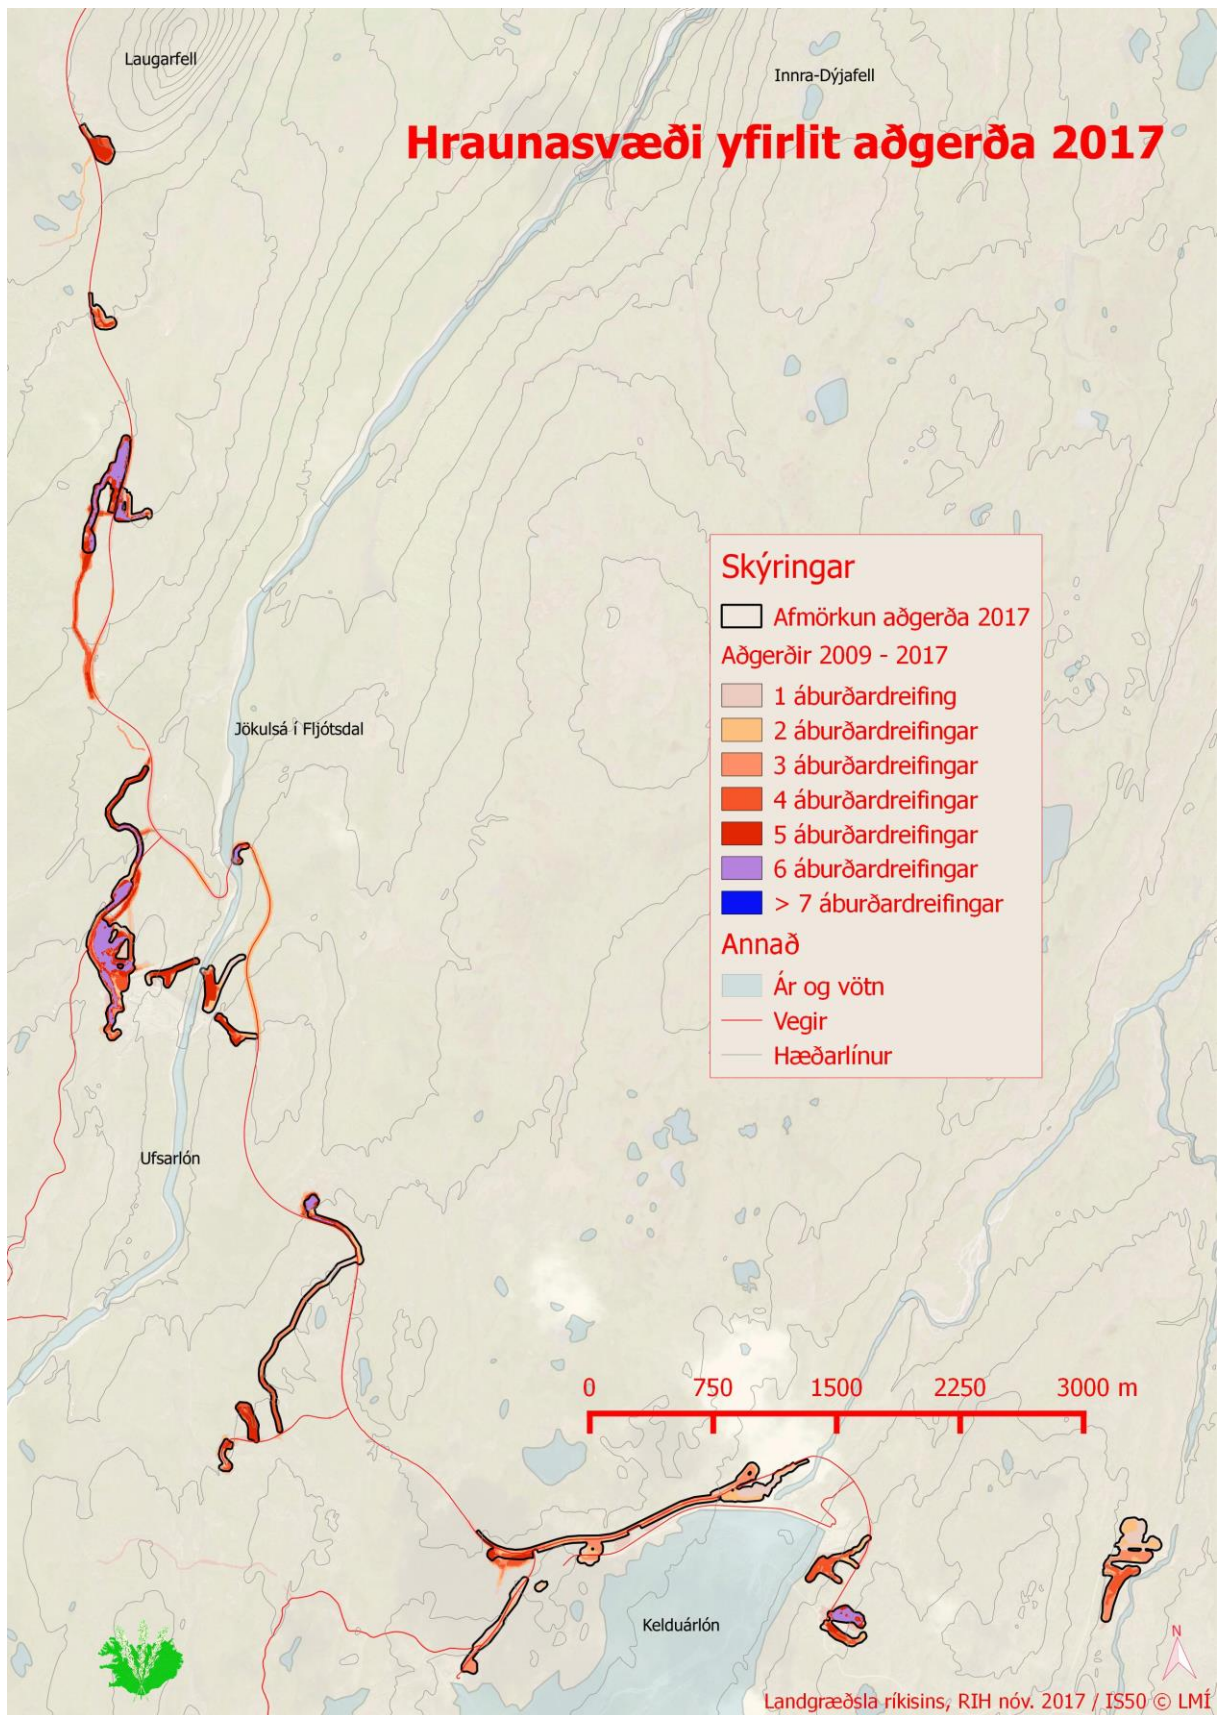 Laugarfell
Innra-Dýjafell
Hraunasvæði yfirlit aðgerða 2017
Skýringar
Afmörkun aðgerða 2017
Aðgerðir 2009 - 2017
1 áburðardreifing
2 áburðardreifingar
3 áburðardreifingar
4 áburðardreifingar
5 áburðardreifingar
6 áburðardreifingar
> 7 áburðardreifingar
Annað
Ár og vötn
Vegir
Hæðarlínur
Jökulsá í Fljótsdal
Ufsarlón
0 750 1500 2250 3000 m
Kelduárlón
N
Landgræðsla ríkisins, RIH nóv. 2017 / IS50 © LMÍ